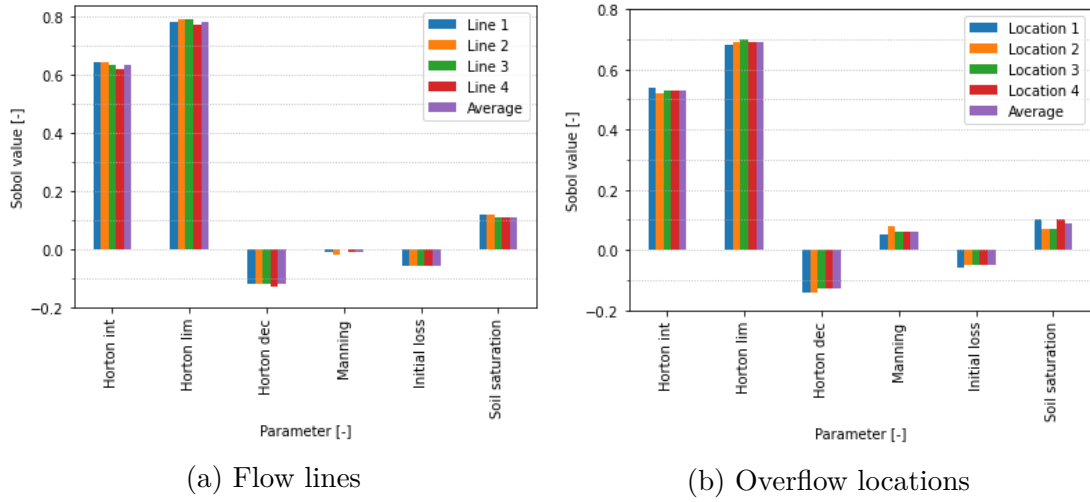 0.8
0.6
0.4
0.2
0.0
−0.2
Sobol value [-]
Line 1
Line 2
Line 3
Line 4
Average
Horton int
Horton lim
Horton dec
Manning
Initial loss
Soil saturation
Parameter [-]
(a) Flow lines
0.8
0.6
0.4
0.2
0.0
−0.2
Sobol value [-]
Location 1
Location 2
Location 3
Location 4
Average
Horton int
Horton lim
Horton dec
Manning
Initial loss
Soil saturation
Parameter [-]
(b) Overflow locations